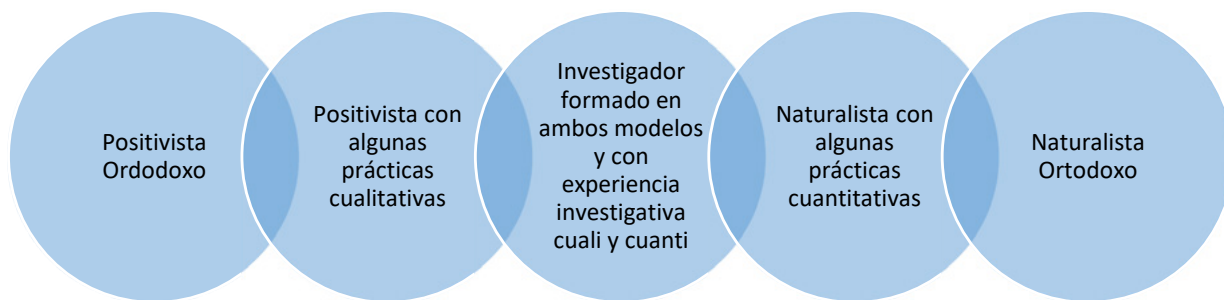 Positivista
Ordodoxo
Positivista con
algunas
prácticas
cualitativas
Investigador
formado en
ambos modelos
y con
experiencia
investigativa
cuali y cuanti
Naturalista con
algunas
prácticas
cuantitativas
Naturalista
Ortodoxo